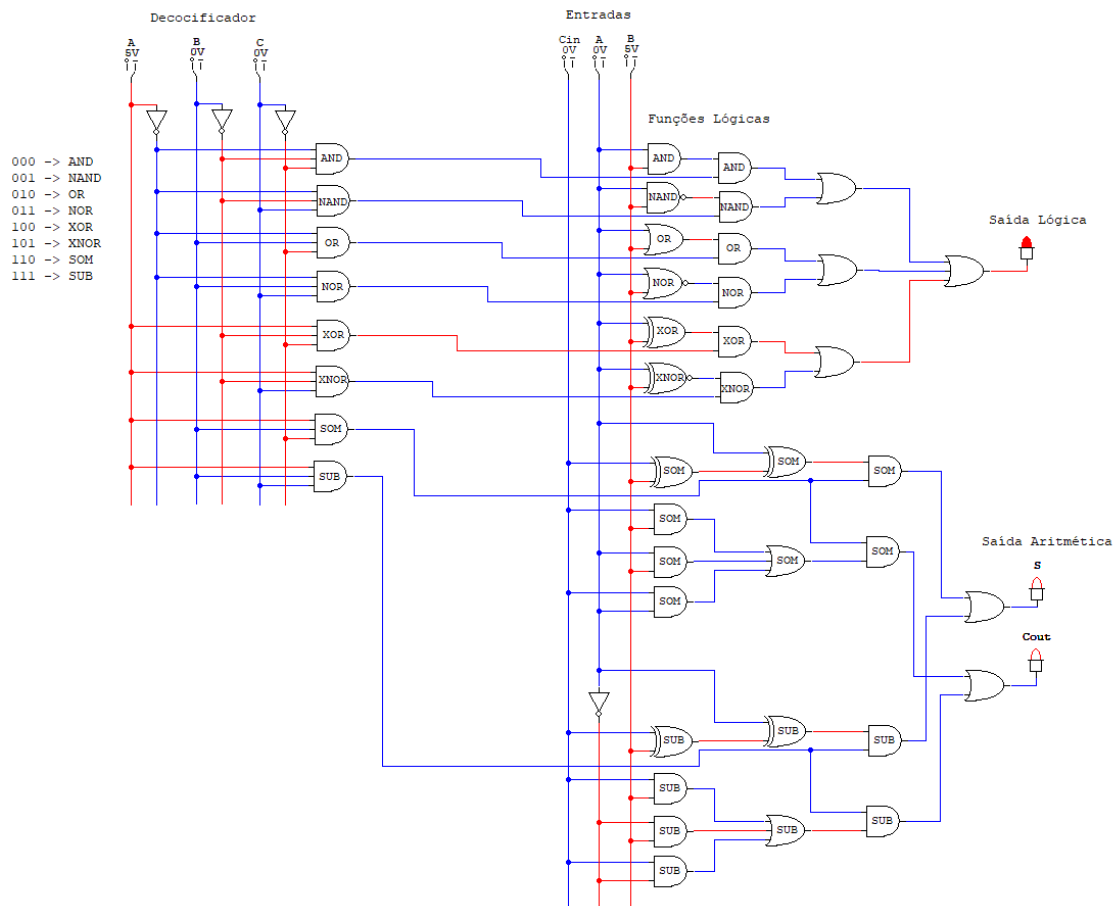 Decocificador
Entradas
A
5V
B
0V
C
0V
Cin
0V
A
0V
B
5V
Funções Lógicas
000 -> AND
001 -> NAND
010 -> OR
011 -> NOR
100 -> XOR
101 -> XNOR
110 -> SOM
111 -> SUB
AND
AND
AND
NAND
NAND
NAND
OR
OR
OR
NOR
NOR
NOR
XOR
XOR
XOR
XNOR
XNOR
XNOR
Saída Lógica
SOM
SUB
SOM
SOM
SOM
SOM
SOM
SOM
SOM
SOM
Saída Aritmética
S
Cout
SUB
SUB
SUB
SUB
SUB
SUB
SUB
SUB